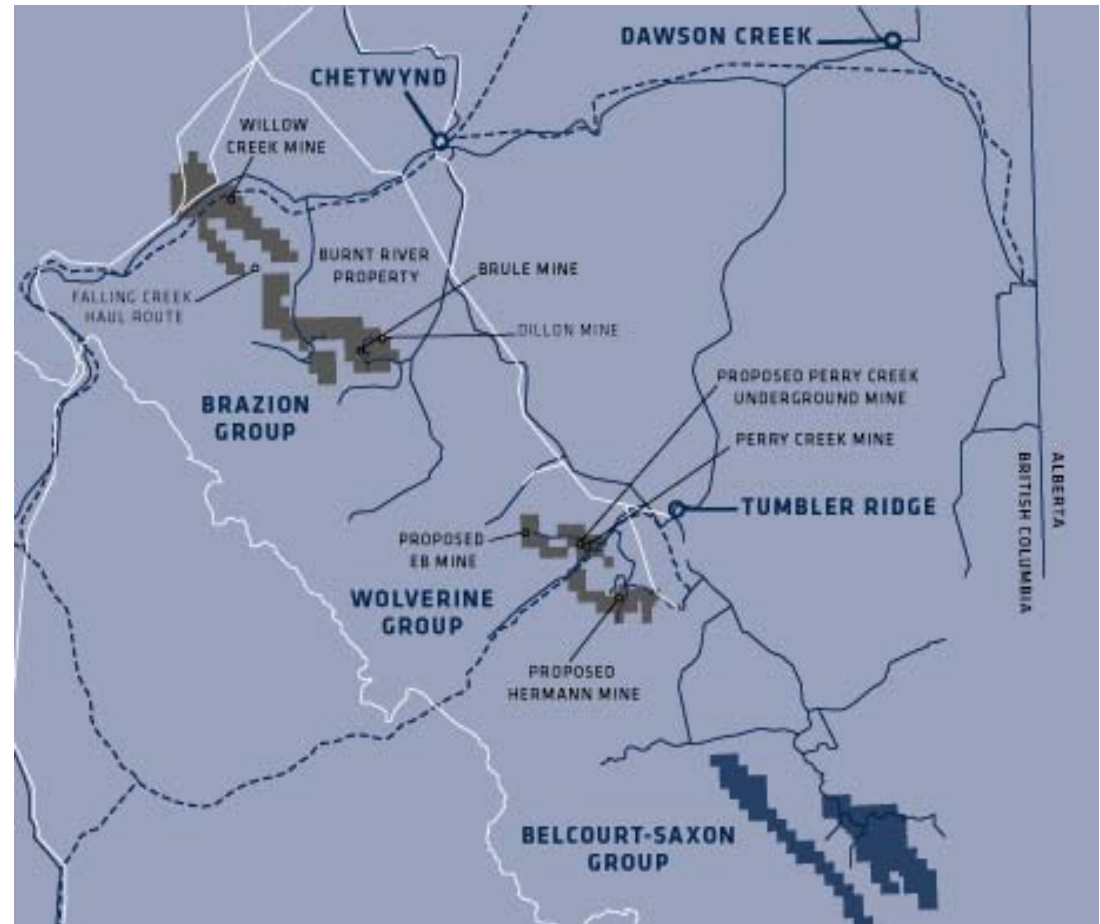 DAWSON CREEK
CHETWYND
WILLOW
CREEK MINE
BURNT RIVER
PROPERTY
BRULE MINE
FALLING CREEK
HAUL ROUTE
DILLON MINE
PROPOSED PERRY CREEK
UNDERGROUND MINE
BRAZION
GROUP
PERRY CREEK MINE
ALBERTA
BRITISH COLUMBIA
TUMBLER RIDGE
PROPOSED
EB MINE
WOLVERINE
GROUP
PROPOSED
HERMANN MINE
BELCOURT-SAXON
GROUP